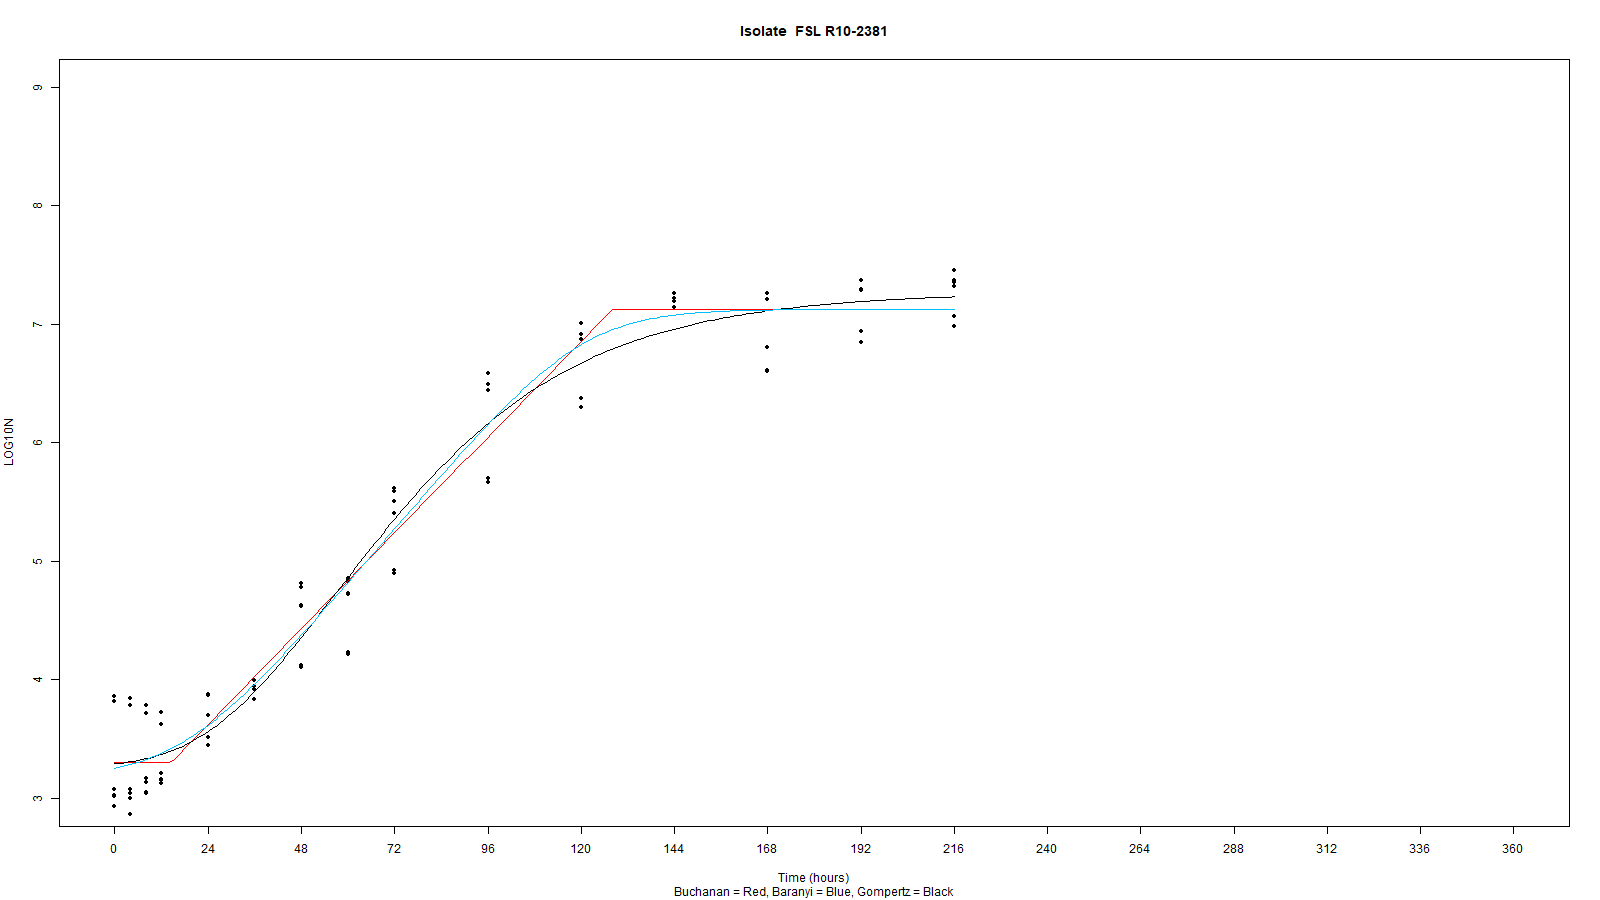 Isolate  FSL R10-2381
9
8
7
6
5
4
3
LOG10N
0 24 48 72 96 120 144 168 192 216 240 264 288 312 336 360
Time (hours)
Buchanan = Red, Baranyi = Blue, Gompertz = Black